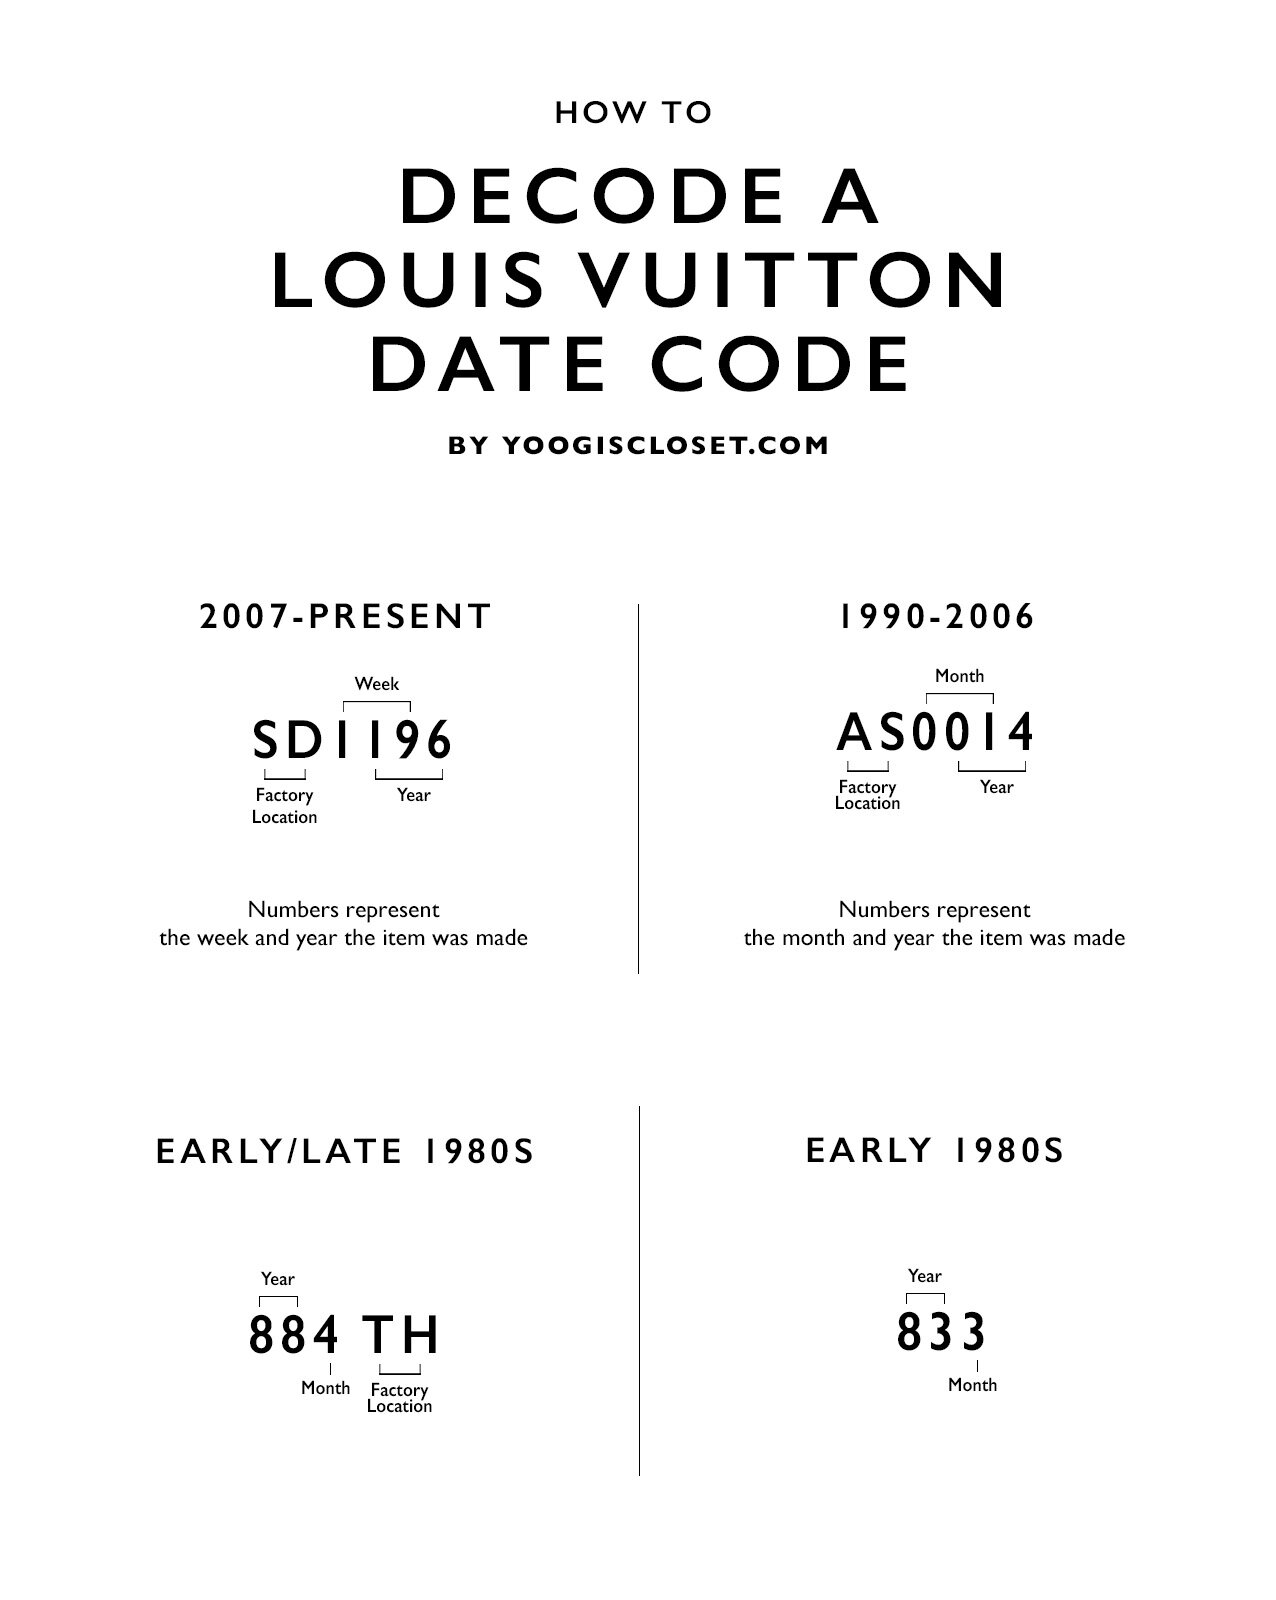 HOW TO
DECODE A
LOUIS VUITTON
DATE CODE
BY YOOGISCLOSET.COM
2007-PRESENT
Week
SD1196
Factory
Location
Year
Numbers represent
the week and year the item was made
1990-2006
Month
AS0014
Factory
Location
Year
Numbers represent
the month and year the item was made
EARLY/LATE 1980S
Year
884 TH
Month
Factory
Location
EARLY 1980S
Year
833
Month